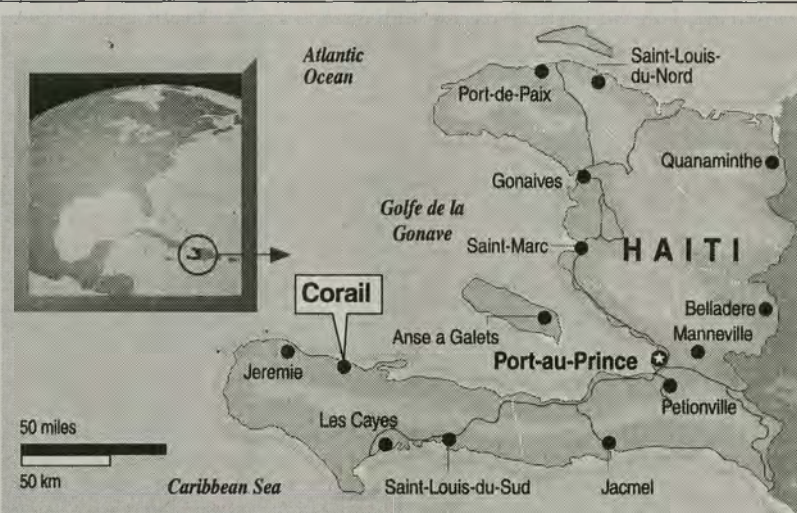 Atlantic
Ocean
Saint-Louis-
du-Nord
Port-de-Paix
Quanaminthe
Gonaives
Golfe de la
Gonave
Saint-Marc
HAITI
Corail
Belladere
Anse a Galets
Manneville
Port-au-Prince
Jeremie
Petionville
Les Cayes
50 miles
50 km
Caribbean Sea
Saint-Louis-du-Sud
Jacmel